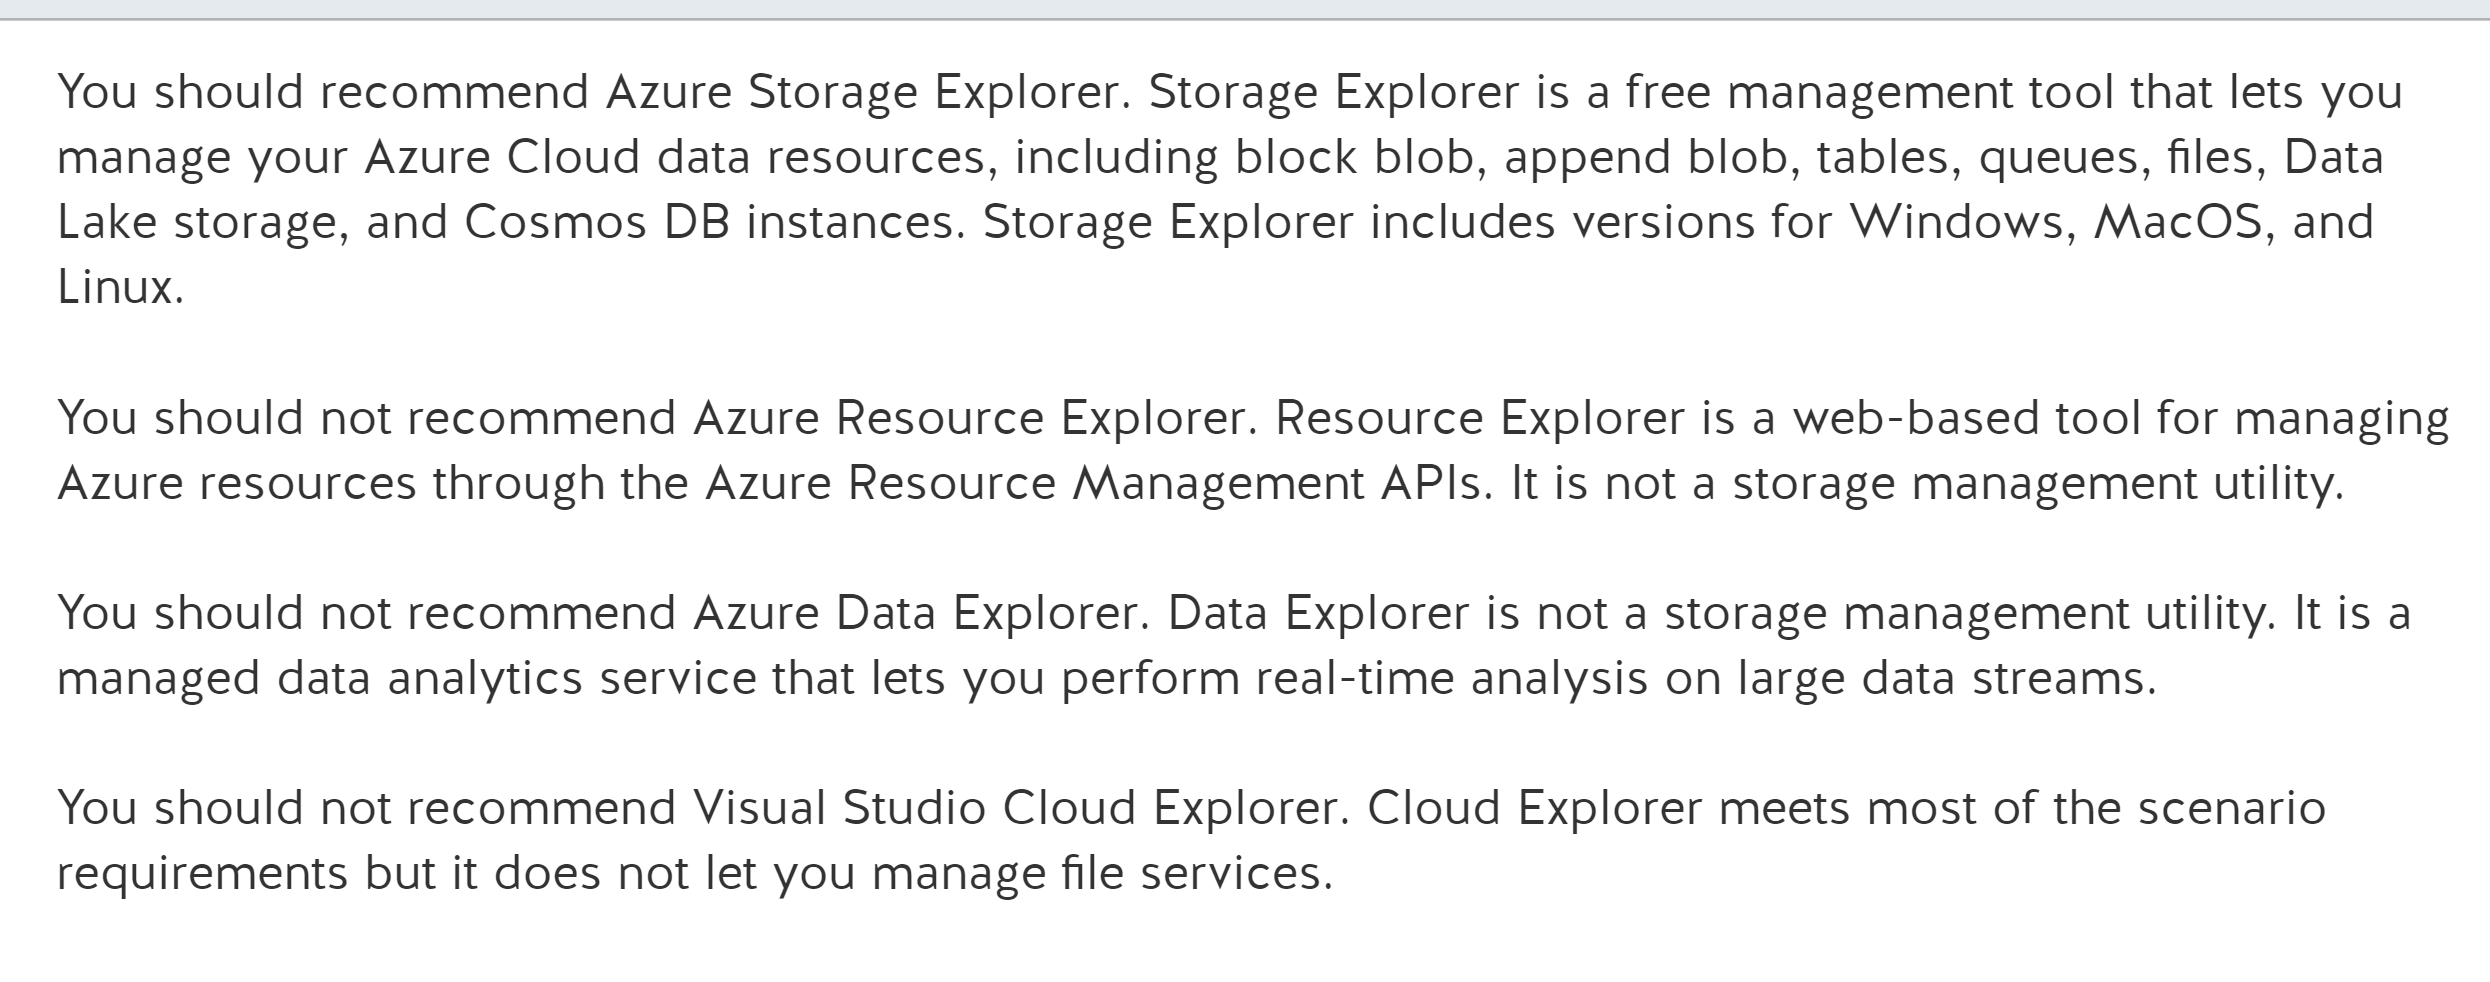 You should recommend Azure Storage Explorer. Storage Explorer is a free management tool that lets you
manage your Azure Cloud data resources, including block blob, append blob, tables, queues, files, Data
Lake storage, and Cosmos DB instances. Storage Explorer includes versions for Windows, MacOS, and
Linux.
You should not recommend Azure Resource Explorer. Resource Explorer is a web-based tool for managing
Azure resources through the Azure Resource Management APIs. It is not a storage management utility.
You should not recommend Azure Data Explorer. Data Explorer is not a storage management utility. It is a
managed data analytics service that lets you perform real-time analysis on large data streams.
You should not recommend Visual Studio Cloud Explorer. Cloud Explorer meets most of the scenario
requirements but it does not let you manage file services.